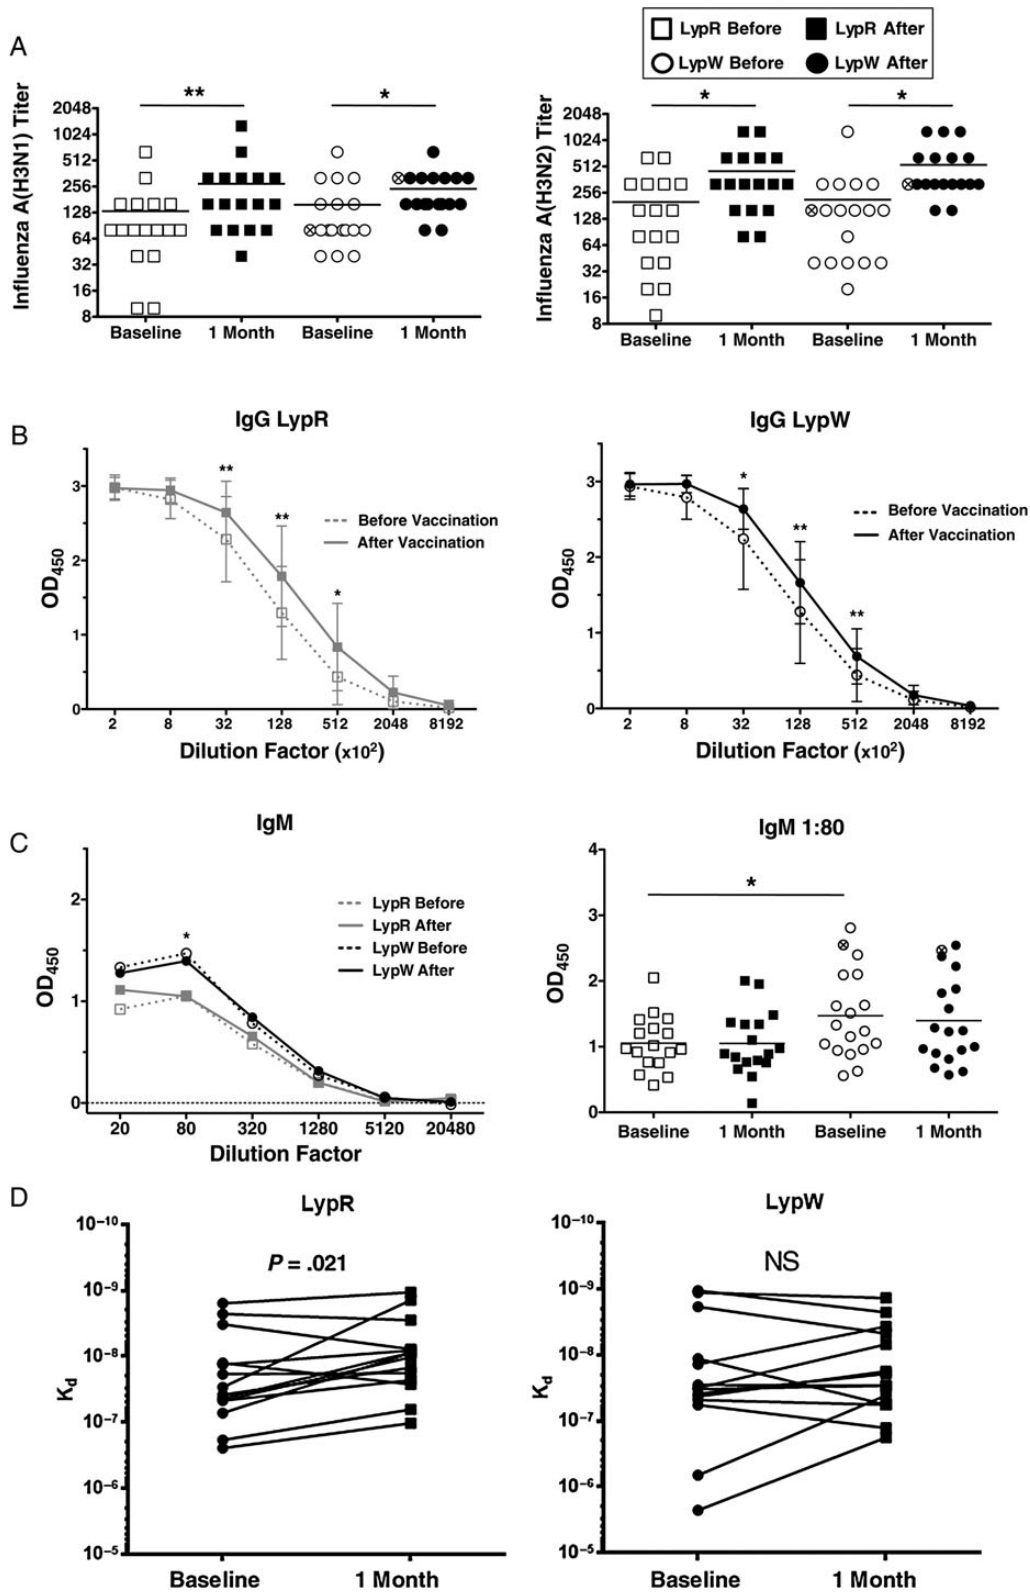 A
LypR Before LypR After
LypW Before LypW After
Influenza A(H3N1) Titer
2048
1024
512
256
128
64
32
16
8
** *
Baseline 1 Month Baseline 1 Month
Influenza A(H3N2) Titer
2048
1024
512
256
128
64
32
16
8
* *
Baseline 1 Month Baseline 1 Month
B
IgG LypR
OD450
3
2
1
0
** ** *
Before Vaccination
After Vaccination
2 8 32 128 512 2048 8192
Dilution Factor (x10²)
IgG LypW
OD450
3
2
1
0
* ** **
Before Vaccination
After Vaccination
2 8 32 128 512 2048 8192
Dilution Factor (x10²)
C
IgM
OD450
2
1
0
*
LypR Before
LypR After
LypW Before
LypW After
20 80 320 1280 5120 20480
Dilution Factor
IgM 1:80
OD450
4
3
2
1
0
*
Baseline 1 Month Baseline 1 Month
D
LypR
P = .021
Kd
10⁻¹⁰
10⁻⁹
10⁻⁸
10⁻⁷
10⁻⁶
10⁻⁵
Baseline 1 Month
LypW
NS
Kd
10⁻¹⁰
10⁻⁹
10⁻⁸
10⁻⁷
10⁻⁶
10⁻⁵
Baseline 1 Month